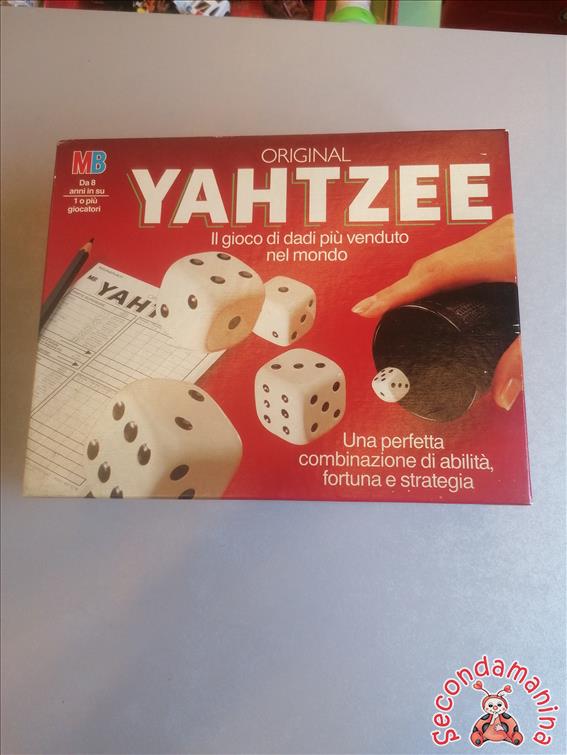 MB
Da 8
anni in su
1 o più
giocatori
ORIGINAL
YAHTZEE
Il gioco di dadi più venduto
nel mondo
MB YAHT
Una perfetta
combinazione di abilità,
fortuna e strategia
Secondamanina